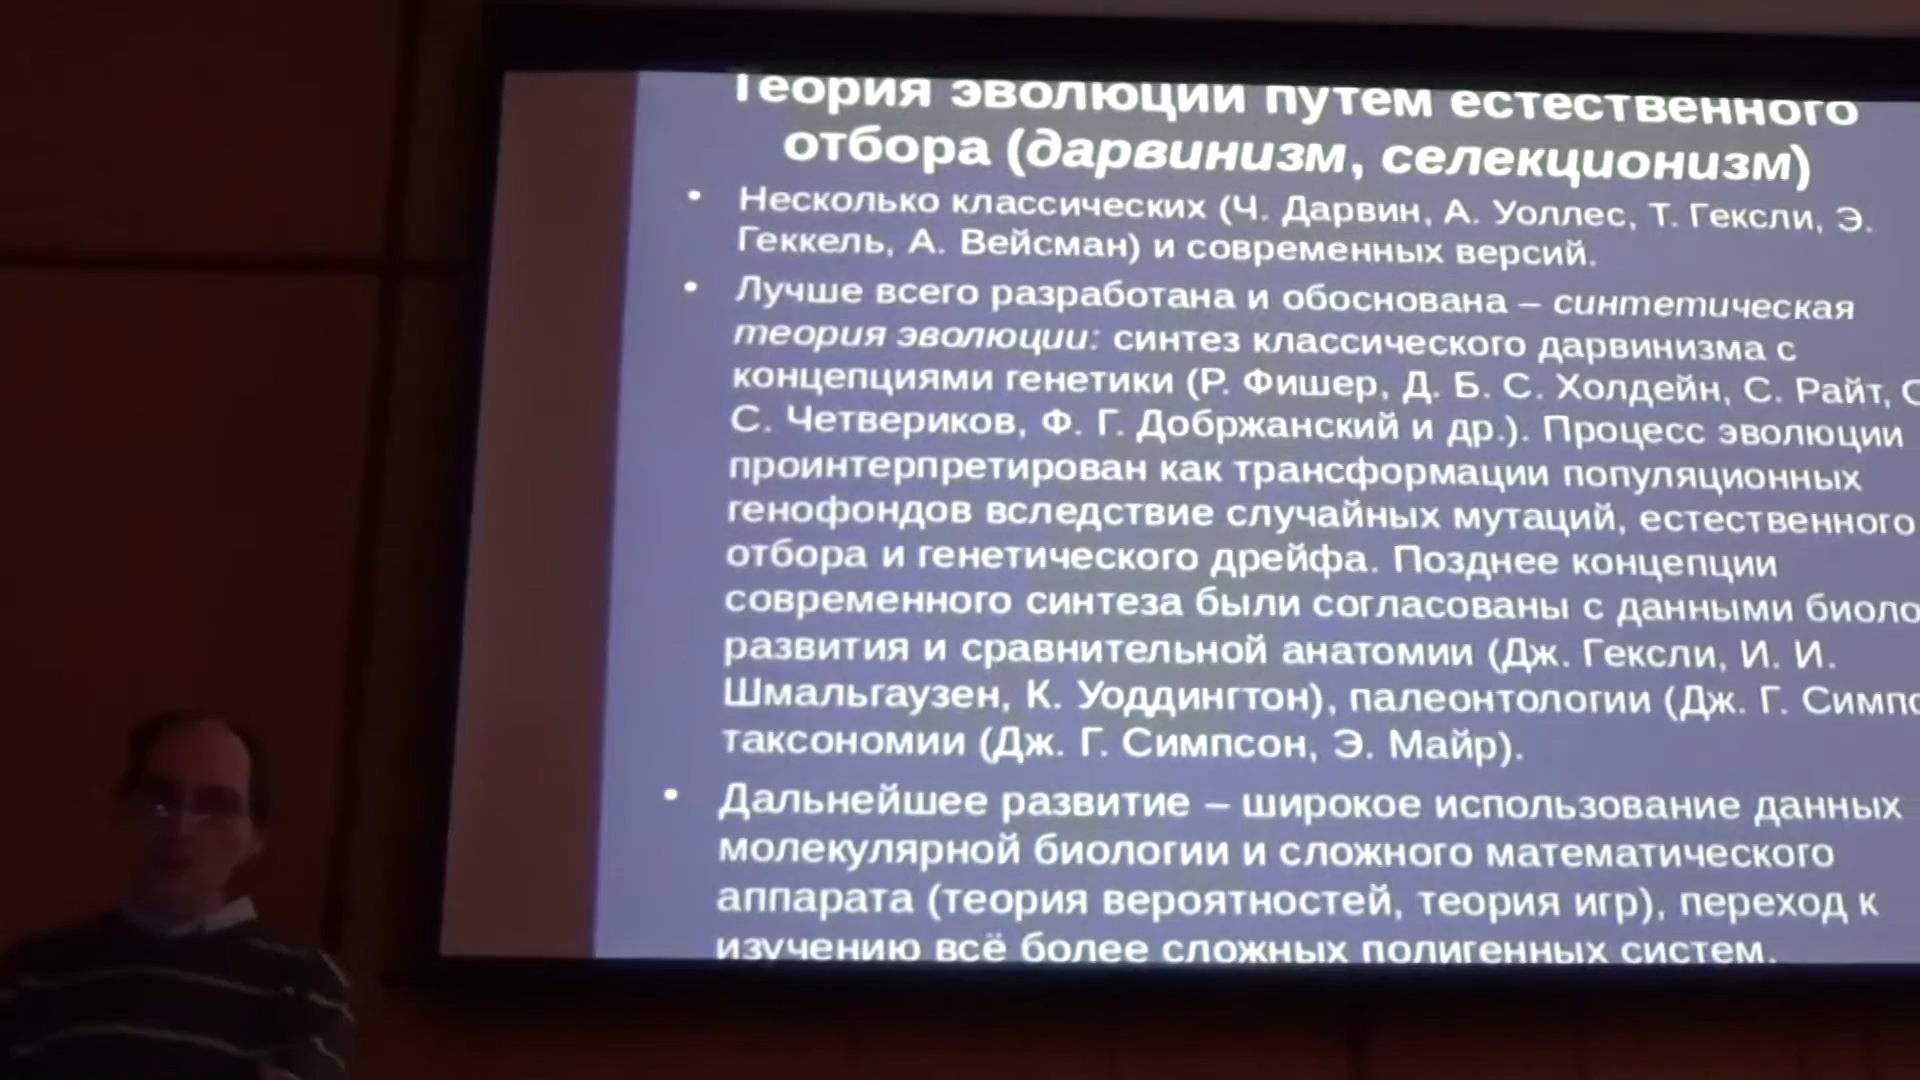 Теория эволюции путем естественного
отбора (дарвинизм, селекционизм)
• Несколько классических (Ч. Дарвин, А. Уоллес, Т. Гексли, Э.
Геккель, А. Вейсман) и современных версий.
• Лучше всего разработана и обоснована – синтетическая
теория эволюции: синтез классического дарвинизма с
концепциями генетики (Р. Фишер, Д. Б. С. Холдейн, С. Райт, С
С. Четвериков, Ф. Г. Добржанский и др.). Процесс эволюции
проинтерпретирован как трансформации популяционных
генофондов вследствие случайных мутаций, естественного
отбора и генетического дрейфа. Позднее концепции
современного синтеза были согласованы с данными биоло
развития и сравнительной анатомии (Дж. Гексли, И. И.
Шмальгаузен, К. Уоддингтон), палеонтологии (Дж. Г. Симпс
таксономии (Дж. Г. Симпсон, Э. Майр).
• Дальнейшее развитие – широкое использование данных
молекулярной биологии и сложного математического
аппарата (теория вероятностей, теория игр), переход к
изучению всё более сложных полигенных систем.